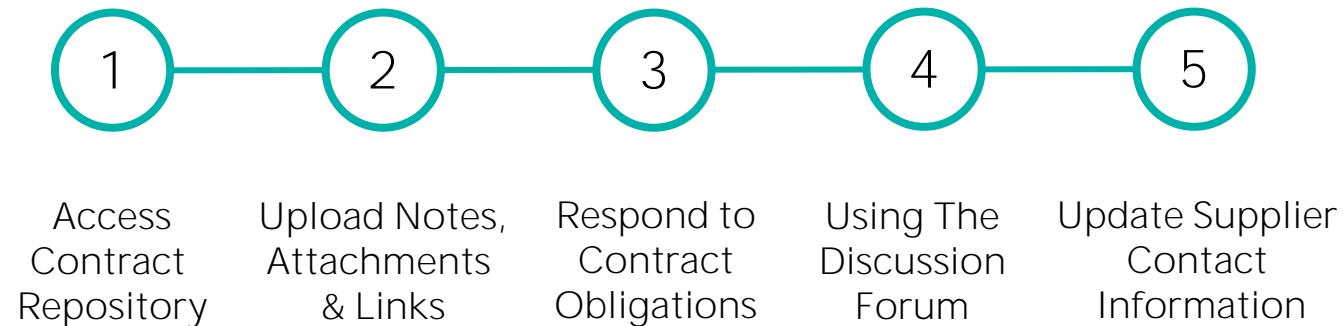 1
2
3
4
5
Access
Contract
Repository
Upload Notes,
Attachments
& Links
Respond to
Contract
Obligations
Using The
Discussion
Forum
Update Supplier
Contact
Information